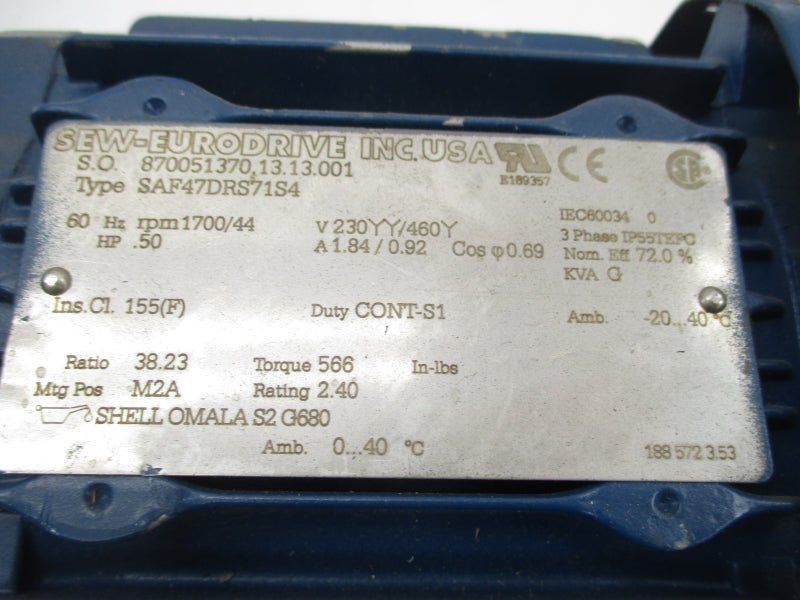 SEW-EURODRIVE INC. USA
S.O. 870051370.13.13.001
Type SAF47DRS71S4
E189357
60 Hz rpm 1700/44 V 230YY/460Y IEC60034 0
HP .50 A 1.84 / 0.92 Cos φ 0.69 3 Phase IP55TEFC
Nom. Eff 72.0 %
KVA G
Ins.Cl. 155(F) Duty CONT-S1 Amb. -20...40 °C
Ratio 38.23 Torque 566 In-lbs
Mtg Pos M2A Rating 2.40
SHELL OMALA S2 G680
Amb. 0...40 °C
188 572 3.53